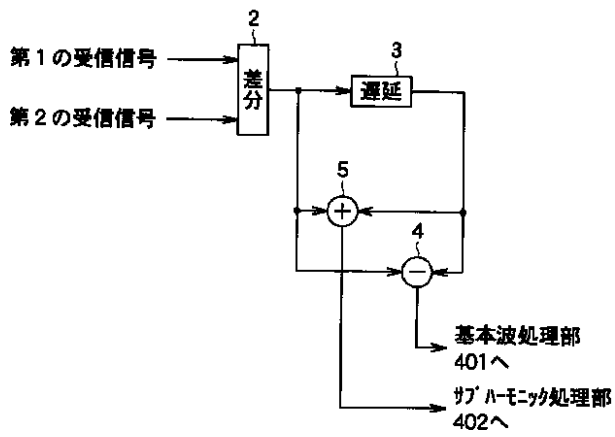 2
第1の受信信号
差分
3
遅延
第2の受信信号
5
+
4
−
基本波処理部
401へ
サブハーモニック処理部
402へ